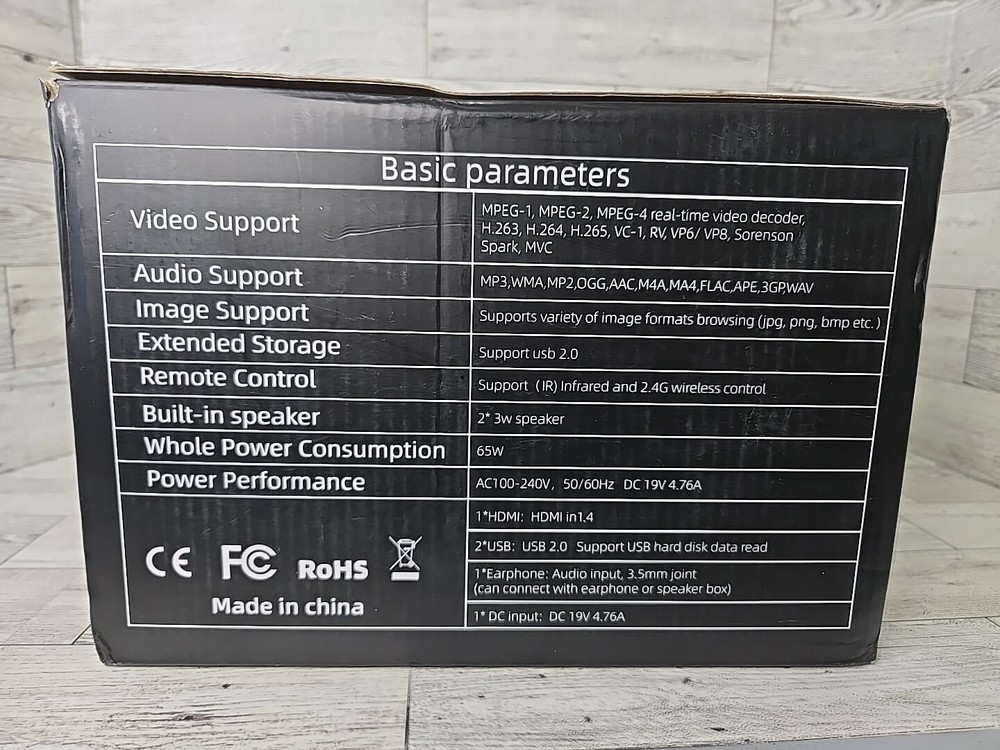 Basic parameters
Video Support
MPEG-1, MPEG-2, MPEG-4 real-time video decoder,
H.263, H.264, H.265, VC-1, RV, VP6/ VP8, Sorenson
Spark, MVC
Audio Support
MP3,WMA,MP2,OGG,AAC,M4A,MA4,FLAC,APE,3GP,WAV
Image Support
Supports variety of image formats browsing (jpg, png, bmp etc. )
Extended Storage
Support usb 2.0
Remote Control
Support (IR) Infrared and 2.4G wireless control
Built-in speaker
2* 3w speaker
Whole Power Consumption
65W
Power Performance
AC100-240V, 50/60Hz DC 19V 4.76A
1*HDMI: HDMI in1.4
2*USB: USB 2.0 Support USB hard disk data read
1*Earphone: Audio input, 3.5mm joint
(can connect with earphone or speaker box)
1* DC input: DC 19V 4.76A
CE FC RoHS
Made in china